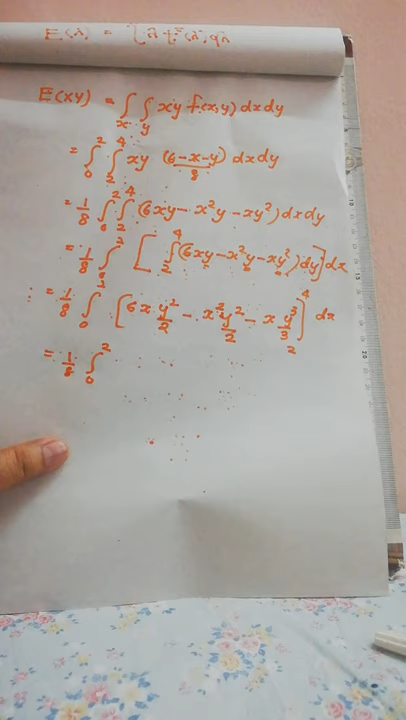 E(XY) = ∫∫ xy f(x,y) dx dy
x y
= ∫₀² ∫₂⁴ xy (6-x-y)/8 dx dy
= 1/8 ∫₀² ∫₂⁴ (6xy - x²y - xy²) dx dy
= 1/8 ∫₀² [ ∫₂⁴ (6xy - x²y - xy²) dy ] dx
= 1/8 ∫₀² [ 6x y²/2 - x² y²/2 - x y³/3 ]₂⁴ dx
= 1/8 ∫₀²